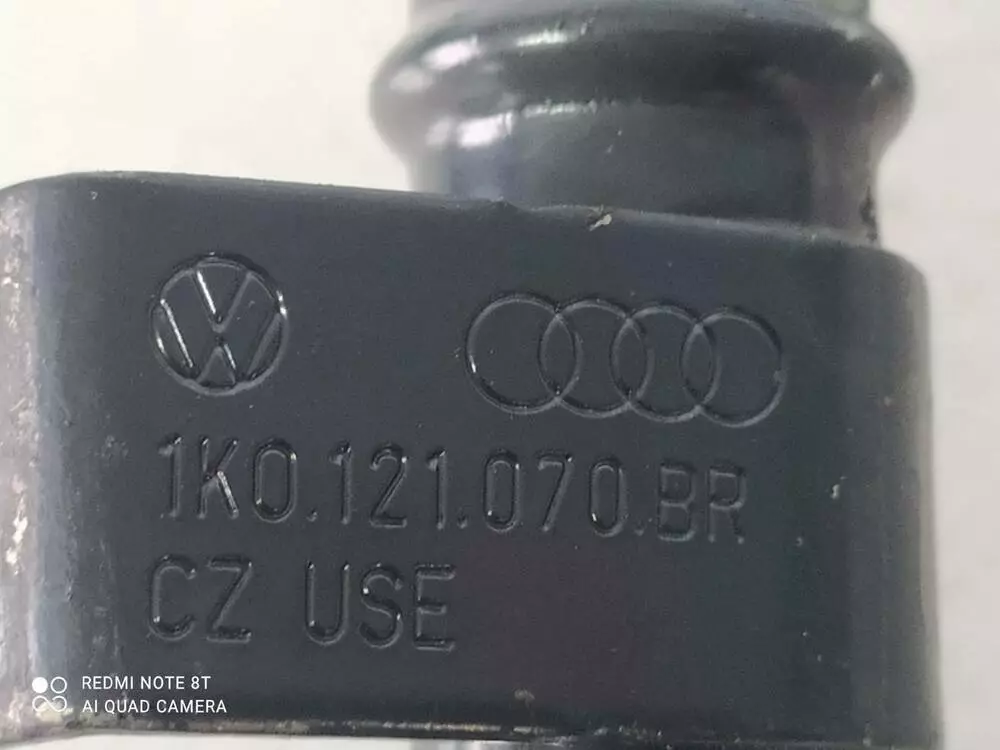 1K0.121.070.BR
CZ USE
REDMI NOTE 8T
AI QUAD CAMERA